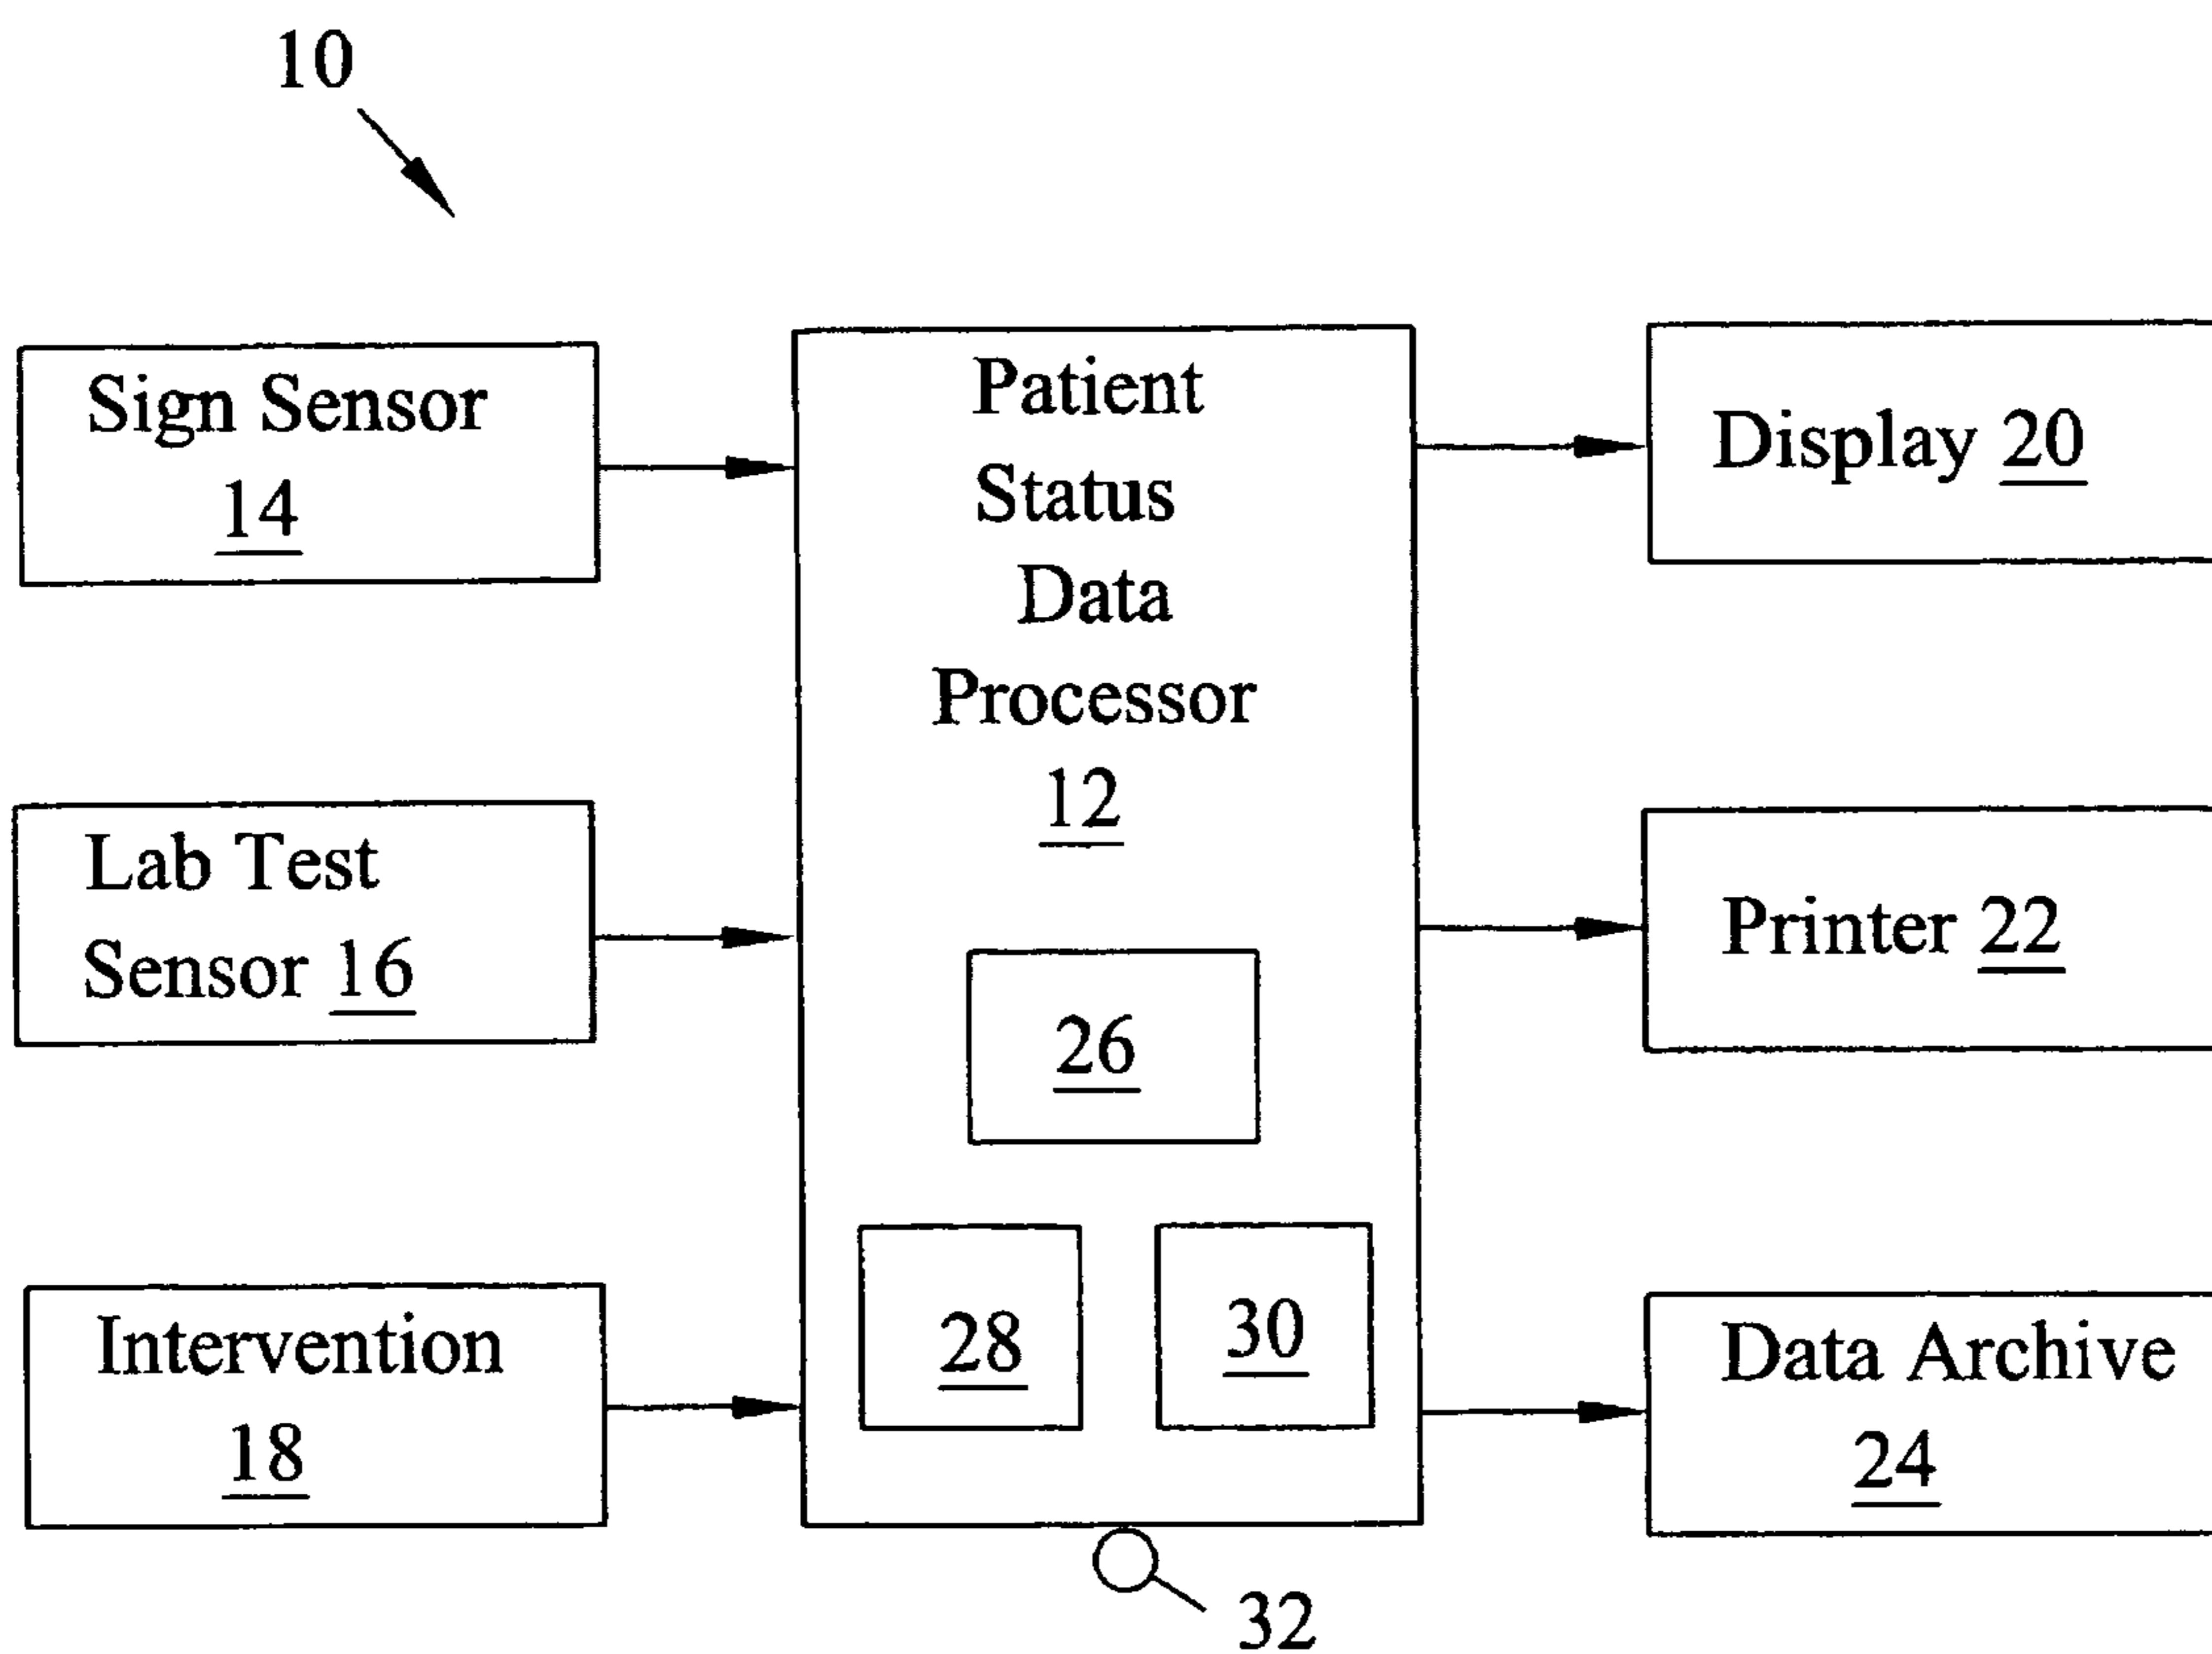 10
Sign Sensor
14
Lab Test
Sensor 16
Intervention
18
Patient
Status
Data
Processor
12
26
28
30
32
Display 20
Printer 22
Data Archive
24